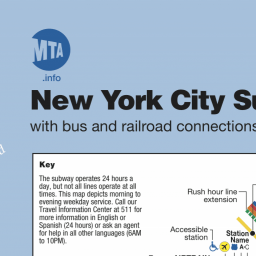 MTA
.info
New York City Su
with bus and railroad connections
Key
The subway operates 24 hours a
day, but not all lines operate at all
times. This map depicts morning to
evening weekday service. Call our
Travel Information Center at 511 for
more information in English or
Spanish (24 hours) or ask an agent
for help in all other languages (6AM
to 10PM).
Rush hour line
extension
Accessible
station
Station
Name
A-C